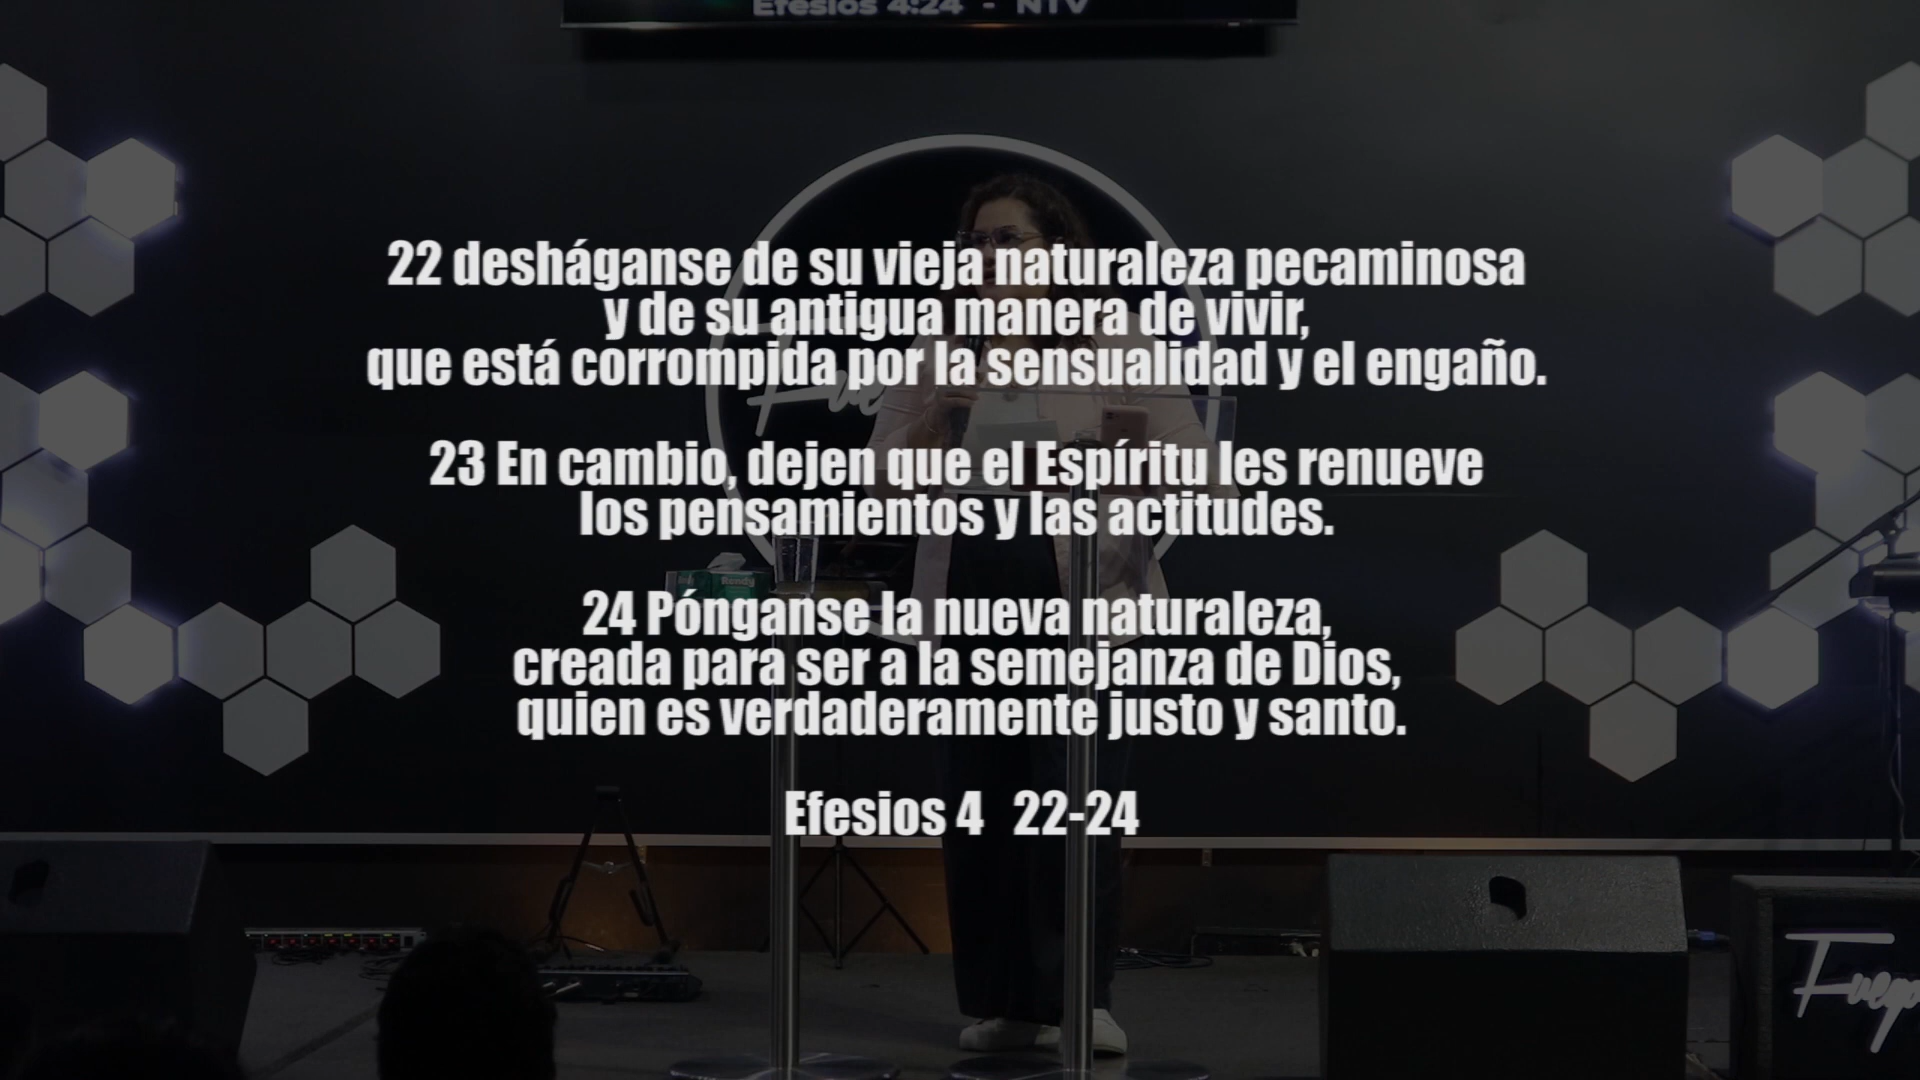 Efesios 4:24 - NTV
22 desháganse de su vieja naturaleza pecaminosa
y de su antigua manera de vivir,
que está corrompida por la sensualidad y el engaño.
23 En cambio, dejen que el Espíritu les renueve
los pensamientos y las actitudes.
24 Pónganse la nueva naturaleza,
creada para ser a la semejanza de Dios,
quien es verdaderamente justo y santo.
Efesios 4 22-24
Rendy
Fuego